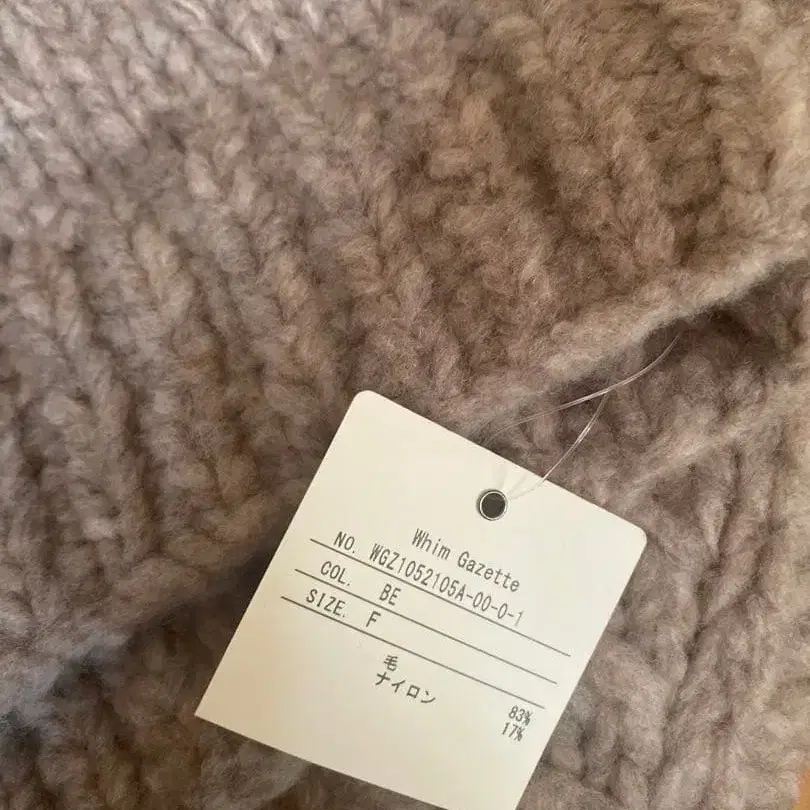 Whim Gazette
NO. WGZ1052105A-00-0-1
COL. BE
SIZE. F
毛 83%
ナイロン 17%